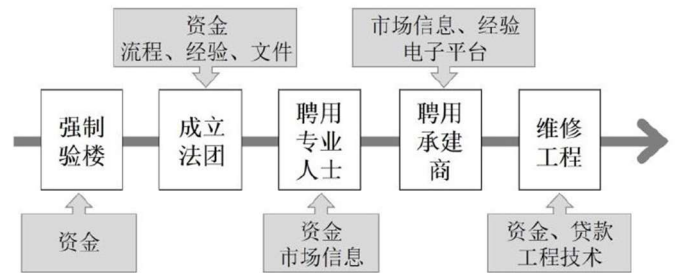 资金
流程、经验、文件
市场信息、经验
电子平台
强制
验楼
成立
法团
聘用
专业
人士
聘用
承建
商
维修
工程
资金
资金
市场信息
资金、贷款
工程技术